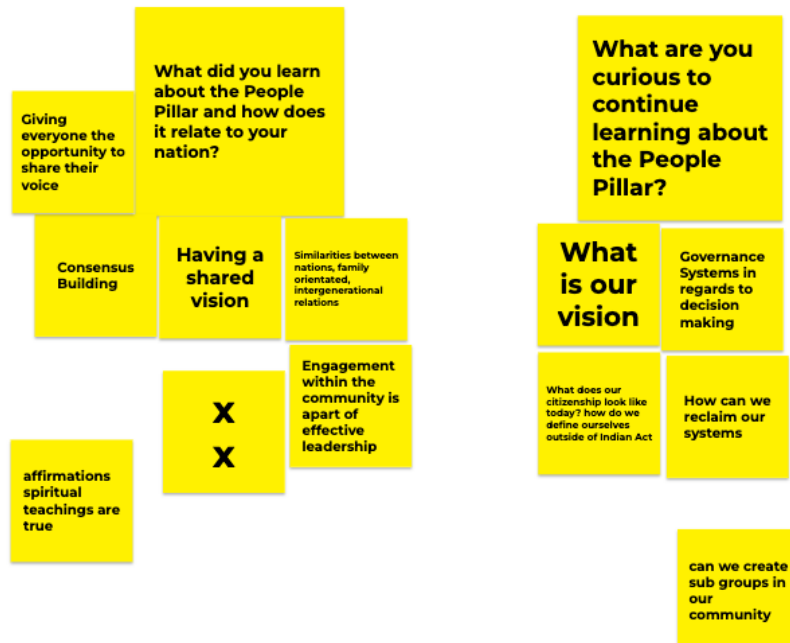 What did you learn
about the People
Pillar and how does
it relate to your
nation?
Giving
everyone the
opportunity to
share their
voice
Consensus
Building
Having a
shared
vision
Similarities between
nations, family
orientated,
intergenerational
relations
Engagement
within the
community is
apart of
effective
leadership
X
X
affirmations
spiritual
teachings are
true
What are you
curious to
continue
learning about
the People
Pillar?
What
is our
vision
Governance
Systems in
regards to
decision
making
What does our
citizenship look like
today? how do we
define ourselves
outside of Indian Act
How can we
reclaim our
systems
can we create
sub groups in
our
community